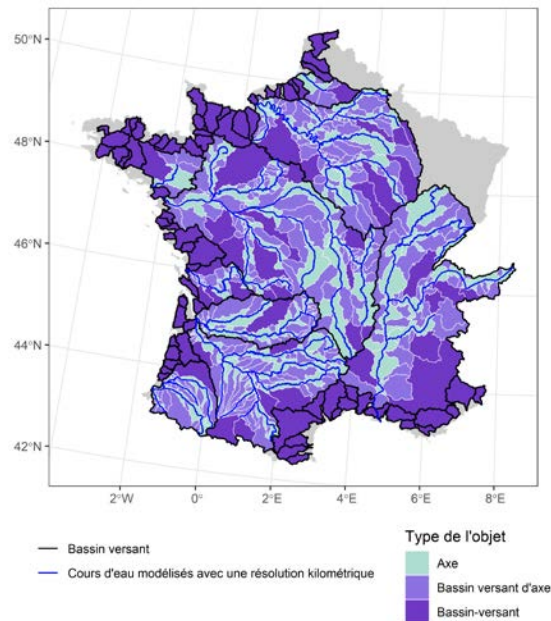 50°N
48°N
46°N
44°N
42°N
2°W 0° 2°E 4°E 6°E 8°E
Bassin versant
Cours d'eau modélisés avec une résolution kilométrique
Type de l'objet
Axe
Bassin versant d'axe
Bassin-versant